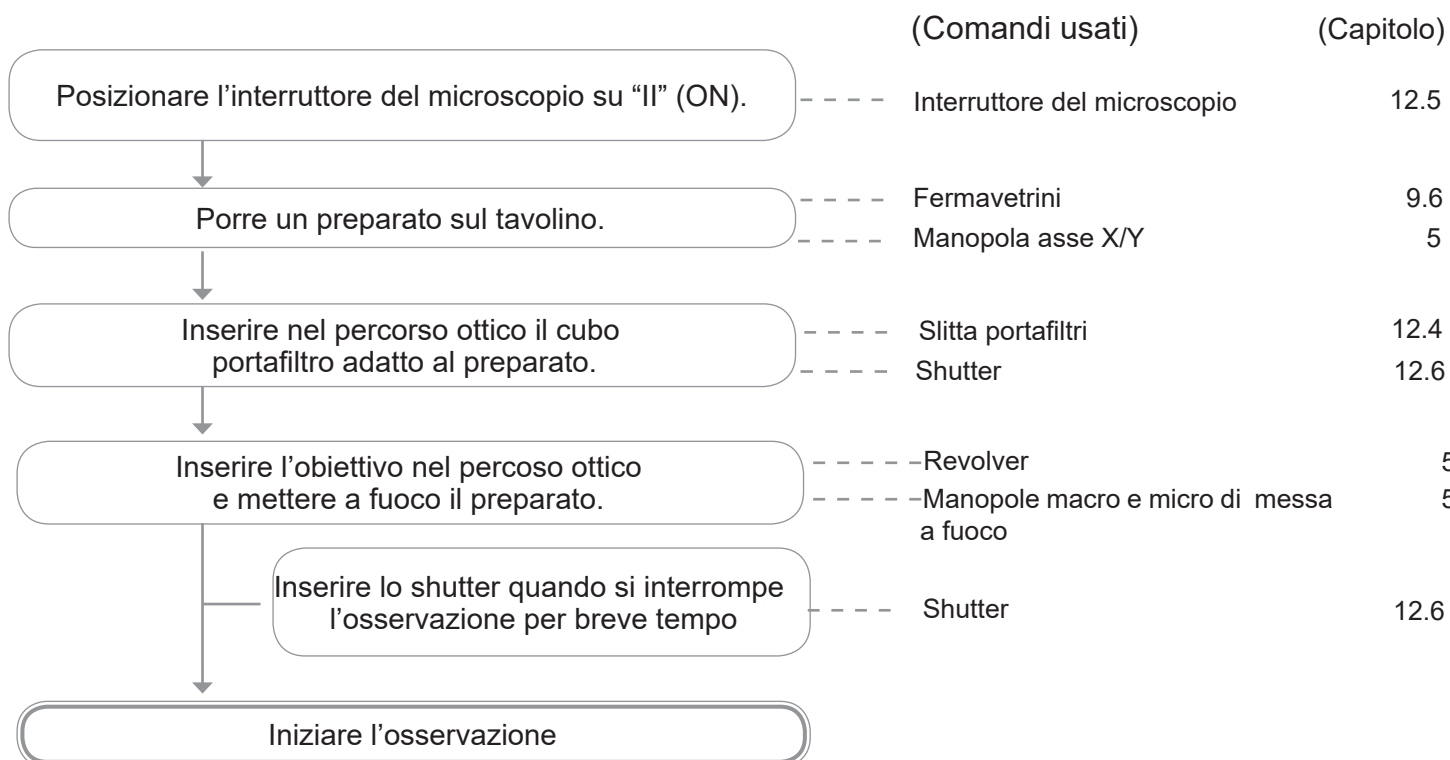 (Comandi usati) (Capitolo)
Posizionare l’interruttore del microscopio su “II” (ON).
Interruttore del microscopio 12.5
Porre un preparato sul tavolino.
Fermavetrini 9.6
Manopola asse X/Y 5
Inserire nel percorso ottico il cubo
portafiltro adatto al preparato.
Slitta portafiltri 12.4
Shutter 12.6
Inserire l’obiettivo nel percoso ottico
e mettere a fuoco il preparato.
Revolver 5
Manopole macro e micro di messa 5
a fuoco
Inserire lo shutter quando si interrompe
l’osservazione per breve tempo
Shutter 12.6
Iniziare l’osservazione